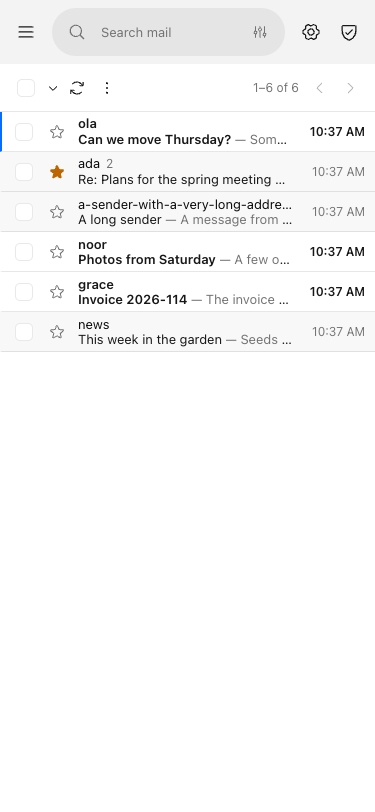 Search mail
1–6 of 6
ola
Can we move Thursday? — Som…
10:37 AM
ada 2
Re: Plans for the spring meeting …
10:37 AM
a-sender-with-a-very-long-addre…
A long sender — A message from …
10:37 AM
noor
Photos from Saturday — A few o…
10:37 AM
grace
Invoice 2026-114 — The invoice …
10:37 AM
news
This week in the garden — Seeds …
10:37 AM